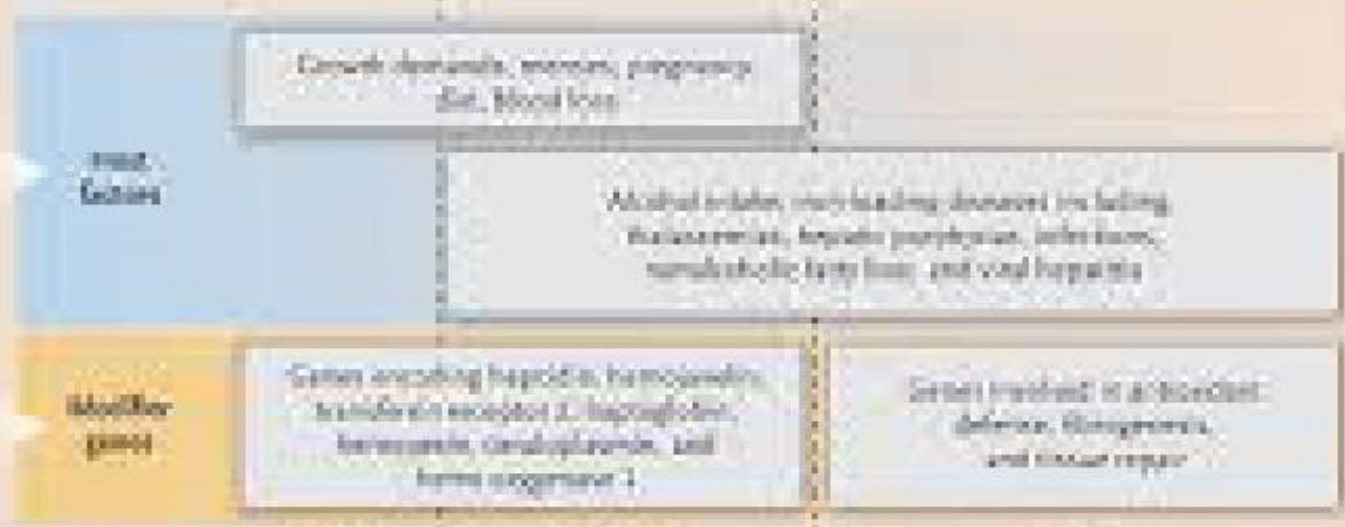 Host
factors
Growth demands, menses, pregnancy
diet, blood loss
Alcohol intake, iron-loading diseases including
thalassemias, hepatic porphyrias, infections,
nonalcoholic fatty liver, and viral hepatitis
Modifier
genes
Genes encoding hepcidin, hemojuvelin,
transferrin receptor 2, haptoglobin,
hemopexin, ceruloplasmin, and
heme oxygenase 1
Genes involved in antioxidant
defense, fibrogenesis,
and tissue repair